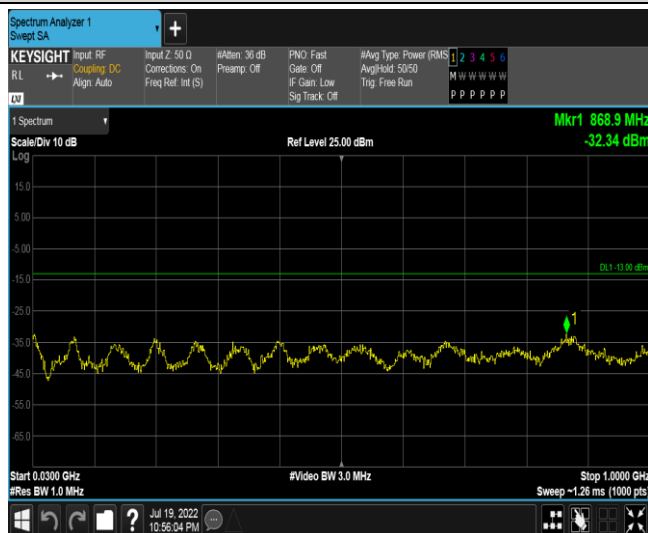 Spectrum Analyzer 1
Swept SA
+
KEYSIGHT Input: RF Input Z: 50 Ω #Atten: 36 dB PNO: Fast #Avg Type: Power (RMS 1 2 3 4 5 6
RL Coupling: DC Corrections: On Preamp: Off Gate: Off Avg|Hold: 50/50 M W W W W W
Align: Auto Freq Ref: Int (S) IF Gain: Low Trig: Free Run
LXI Sig Track: Off P P P P P P
1 Spectrum Mkr1 868.9 MHz
Scale/Div 10 dB Ref Level 25.00 dBm -32.34 dBm
Log
15.0
5.00
-5.00
DL1 -13.00 dBm
-15.0
-25.0
1
-35.0
-45.0
-55.0
-65.0
Start 0.0300 GHz #Video BW 3.0 MHz Stop 1.0000 GHz
#Res BW 1.0 MHz Sweep ~1.26 ms (1000 pts)
? Jul 19, 2022
10:56:04 PM